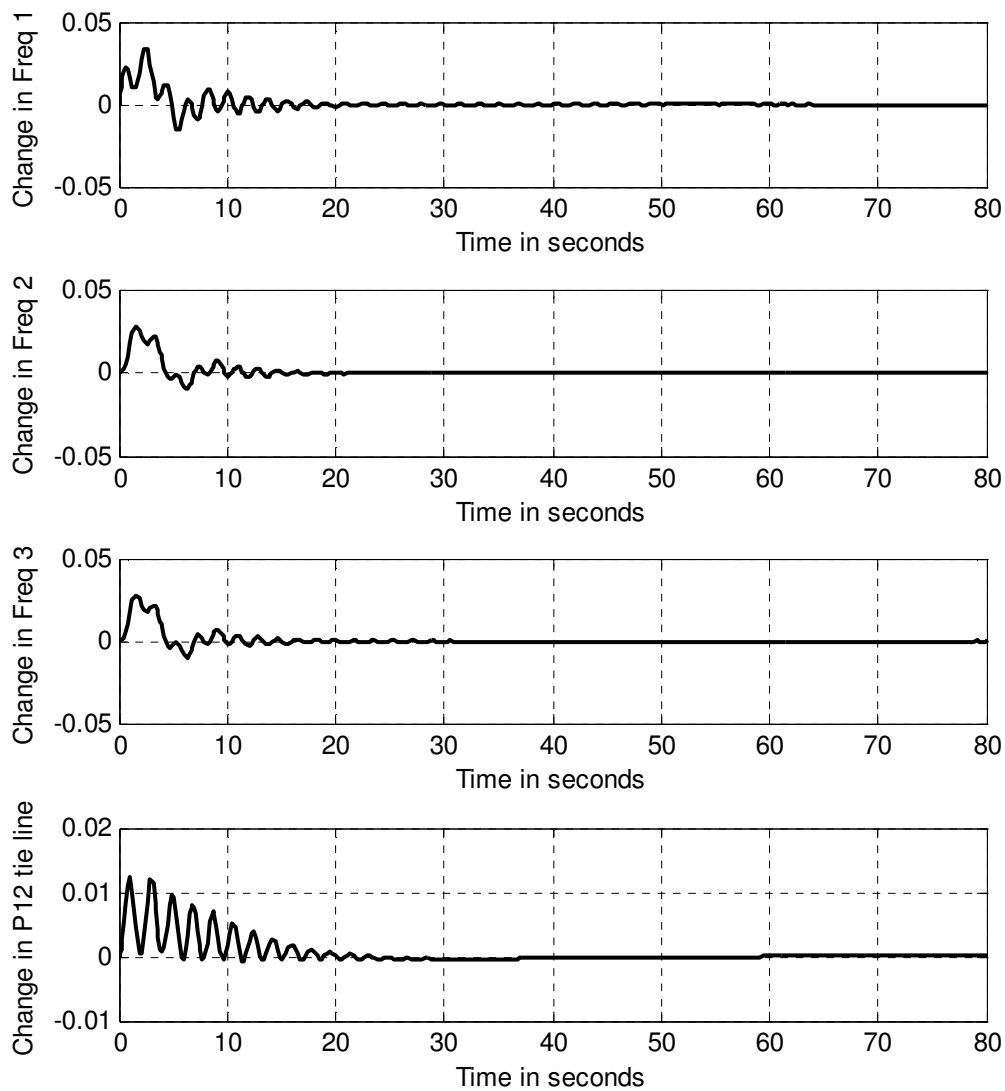 Change in Freq 1
0.05
0
-0.05
0 10 20 30 40 50 60 70 80
Time in seconds
Change in Freq 2
0.05
0
-0.05
0 10 20 30 40 50 60 70 80
Time in seconds
Change in Freq 3
0.05
0
-0.05
0 10 20 30 40 50 60 70 80
Time in seconds
Change in P12 tie line
0.02
0.01
0
-0.01
0 10 20 30 40 50 60 70 80
Time in seconds